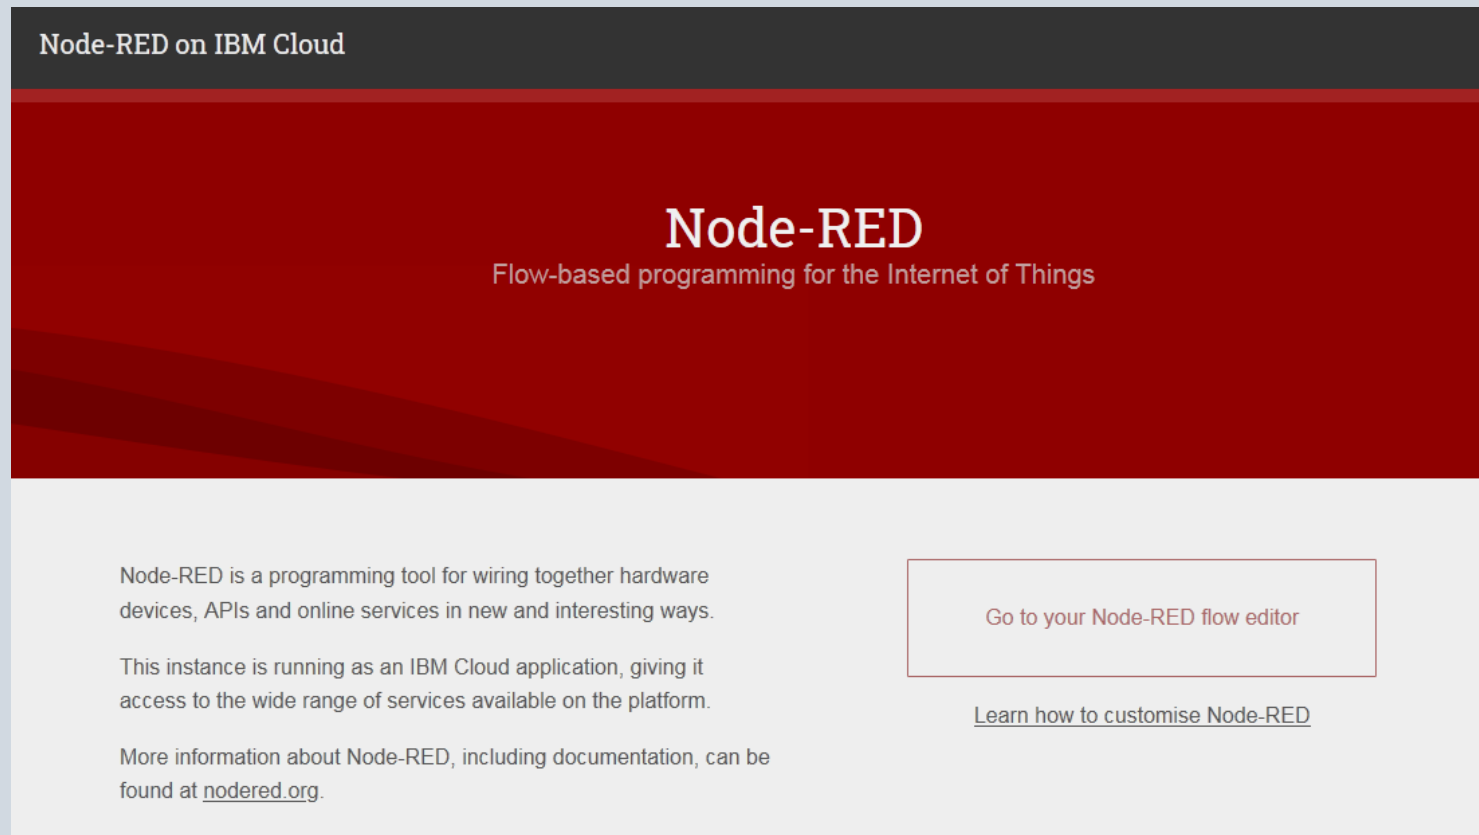 Node-RED on IBM Cloud
Node-RED
Flow-based programming for the Internet of Things
Node-RED is a programming tool for wiring together hardware
devices, APIs and online services in new and interesting ways.
This instance is running as an IBM Cloud application, giving it
access to the wide range of services available on the platform.
More information about Node-RED, including documentation, can be
found at nodered.org.
Go to your Node-RED flow editor
Learn how to customise Node-RED